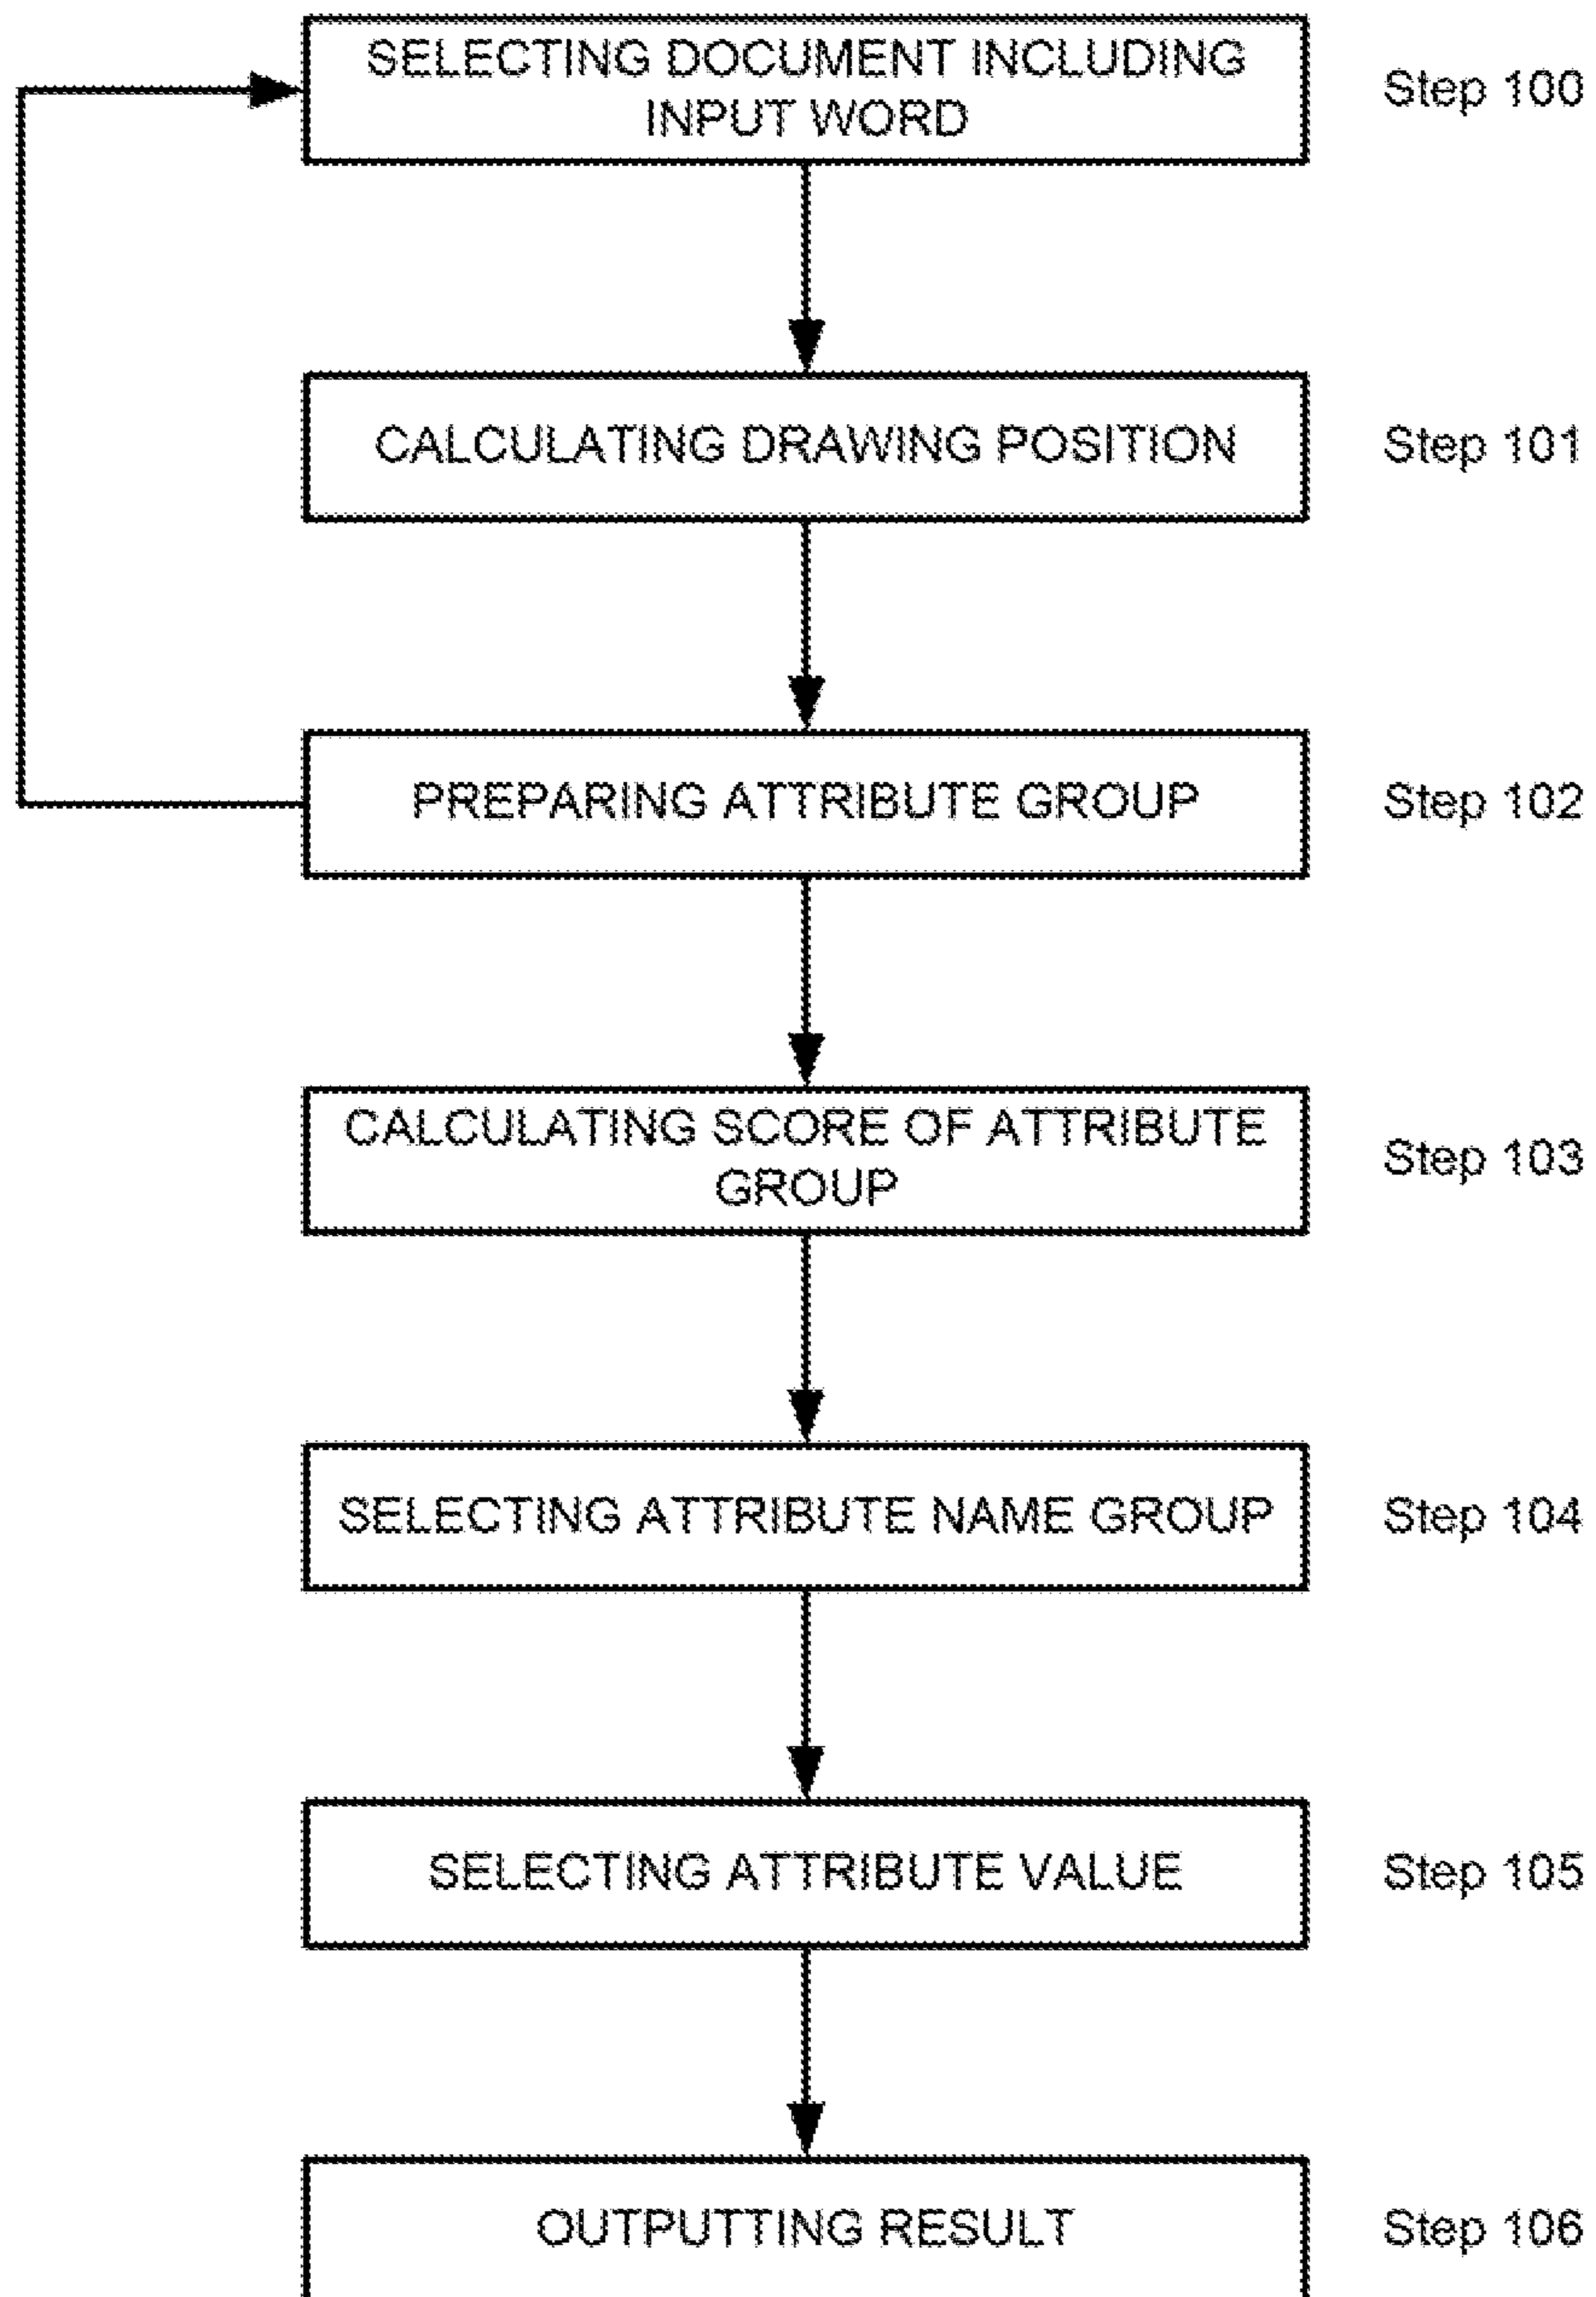 SELECTING DOCUMENT INCLUDING
INPUT WORD
Step 100
CALCULATING DRAWING POSITION
Step 101
PREPARING ATTRIBUTE GROUP
Step 102
CALCULATING SCORE OF ATTRIBUTE
GROUP
Step 103
SELECTING ATTRIBUTE NAME GROUP
Step 104
SELECTING ATTRIBUTE VALUE
Step 105
OUTPUTTING RESULT
Step 106